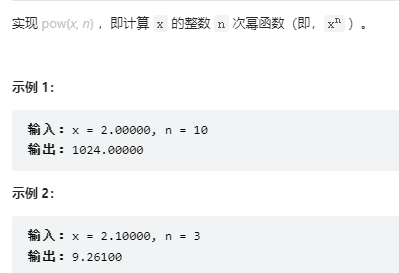 实现 pow(x, n) ，即计算 x 的整数 n 次幂函数（即，xⁿ ）。
示例 1：
输入：x = 2.00000, n = 10
输出：1024.00000
示例 2：
输入：x = 2.10000, n = 3
输出：9.26100